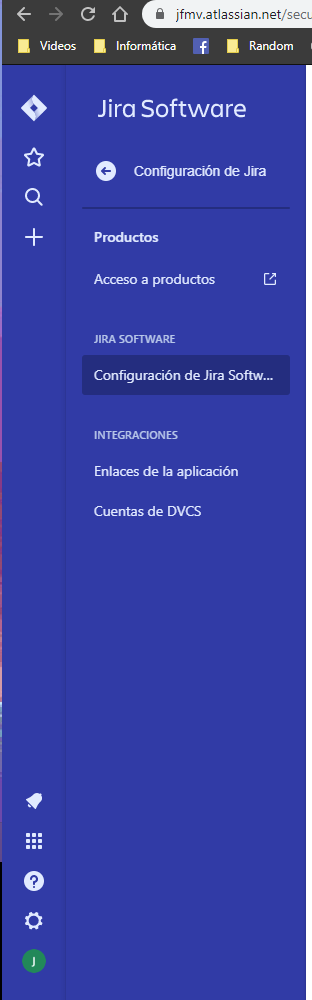 jfmv.atlassian.net/secu
Videos
Informática
Random
Jira Software
Configuración de Jira
Productos
Acceso a productos
JIRA SOFTWARE
Configuración de Jira Softw...
INTEGRACIONES
Enlaces de la aplicación
Cuentas de DVCS
J